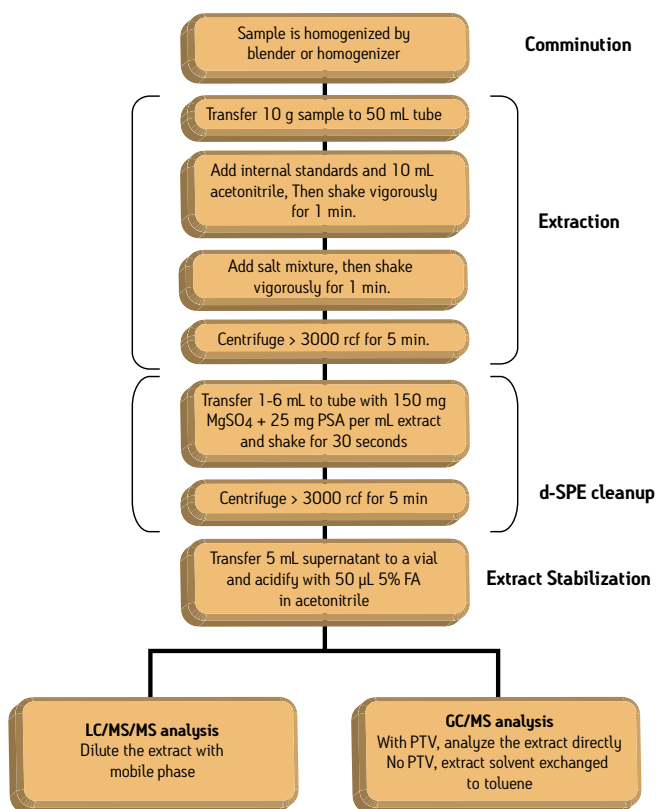 Sample is homogenized by
blender or homogenizer
Comminution
Transfer 10 g sample to 50 mL tube
Add internal standards and 10 mL
acetonitrile, Then shake vigorously
for 1 min.
Extraction
Add salt mixture, then shake
vigorously for 1 min.
Centrifuge > 3000 rcf for 5 min.
Transfer 1-6 mL to tube with 150 mg
MgSO4 + 25 mg PSA per mL extract
and shake for 30 seconds
d-SPE cleanup
Centrifuge > 3000 rcf for 5 min
Transfer 5 mL supernatant to a vial
and acidify with 50 µL 5% FA
in acetonitrile
Extract Stabilization
LC/MS/MS analysis
Dilute the extract with
mobile phase
GC/MS analysis
With PTV, analyze the extract directly
No PTV, extract solvent exchanged
to toluene